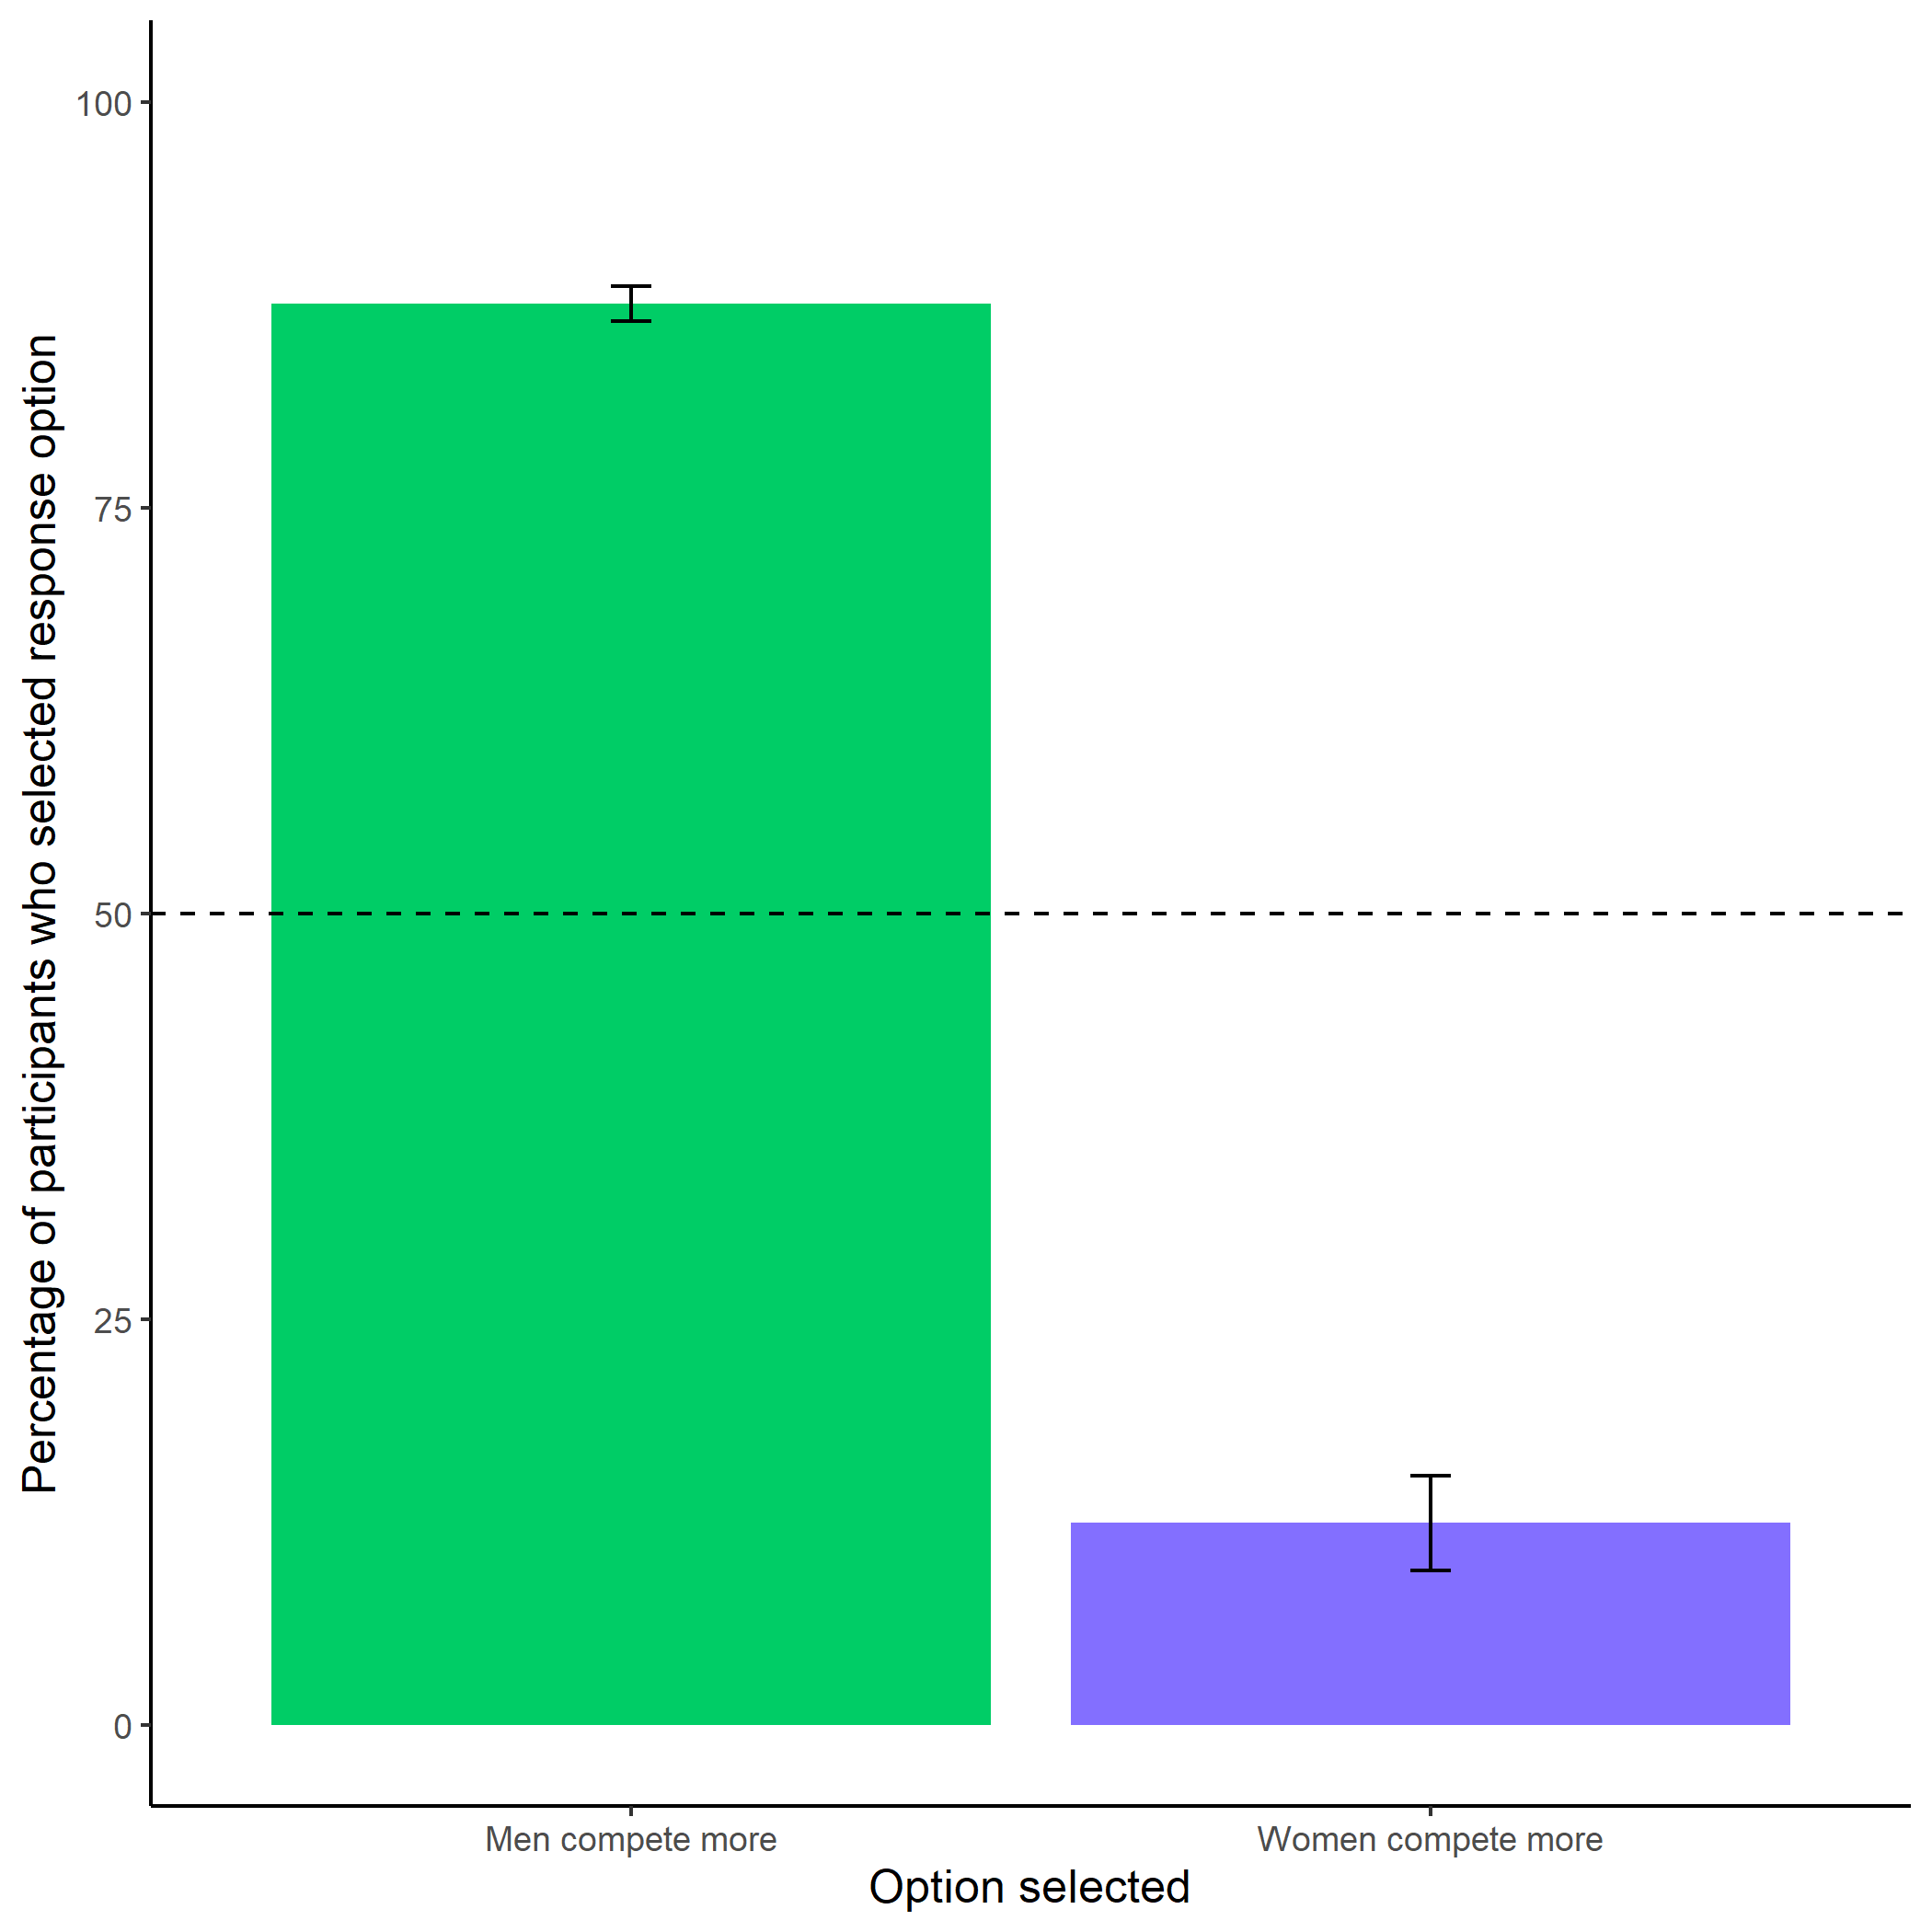 Percentage of participants who selected response option
100
75
50
25
0
Men compete more
Women compete more
Option selected